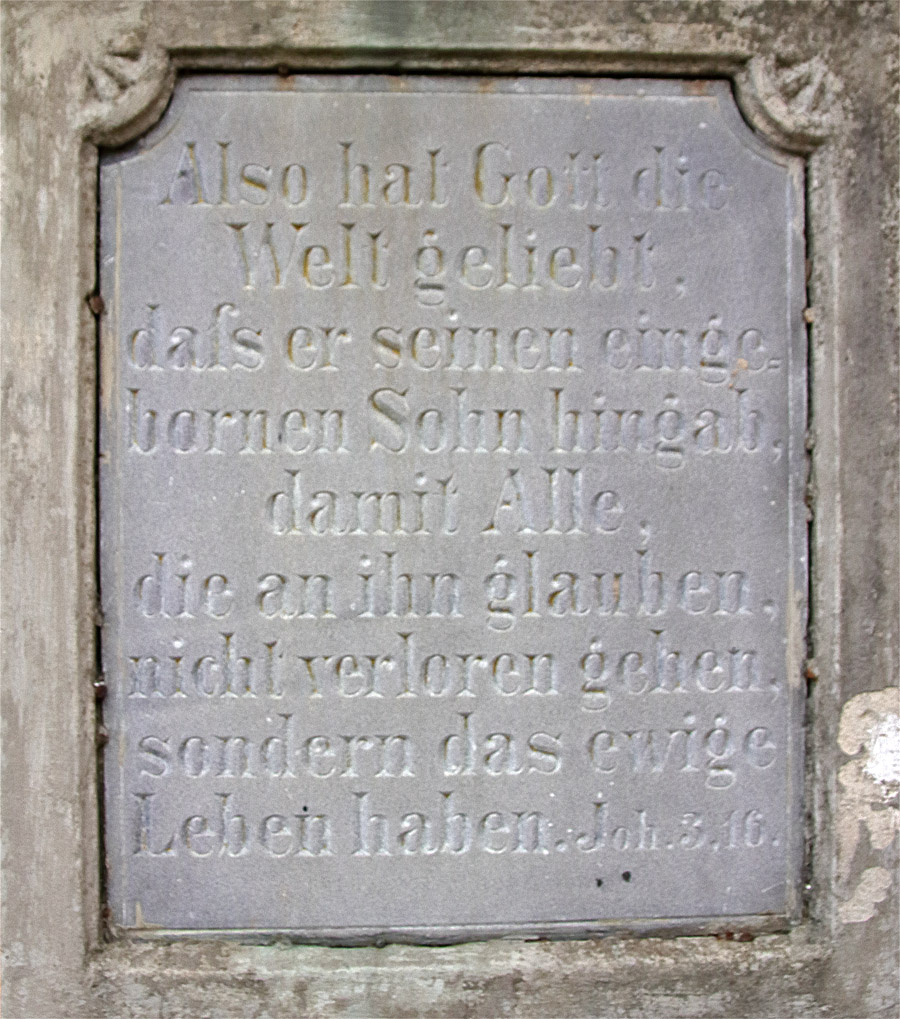 Also hat Gott die
Welt geliebt,
daſs er seinen einge-
bornen Sohn hingab,
damit Alle,
die an ihn glauben,
nicht verloren gehen,
sondern das ewige
Leben haben. Joh. 3, 16.